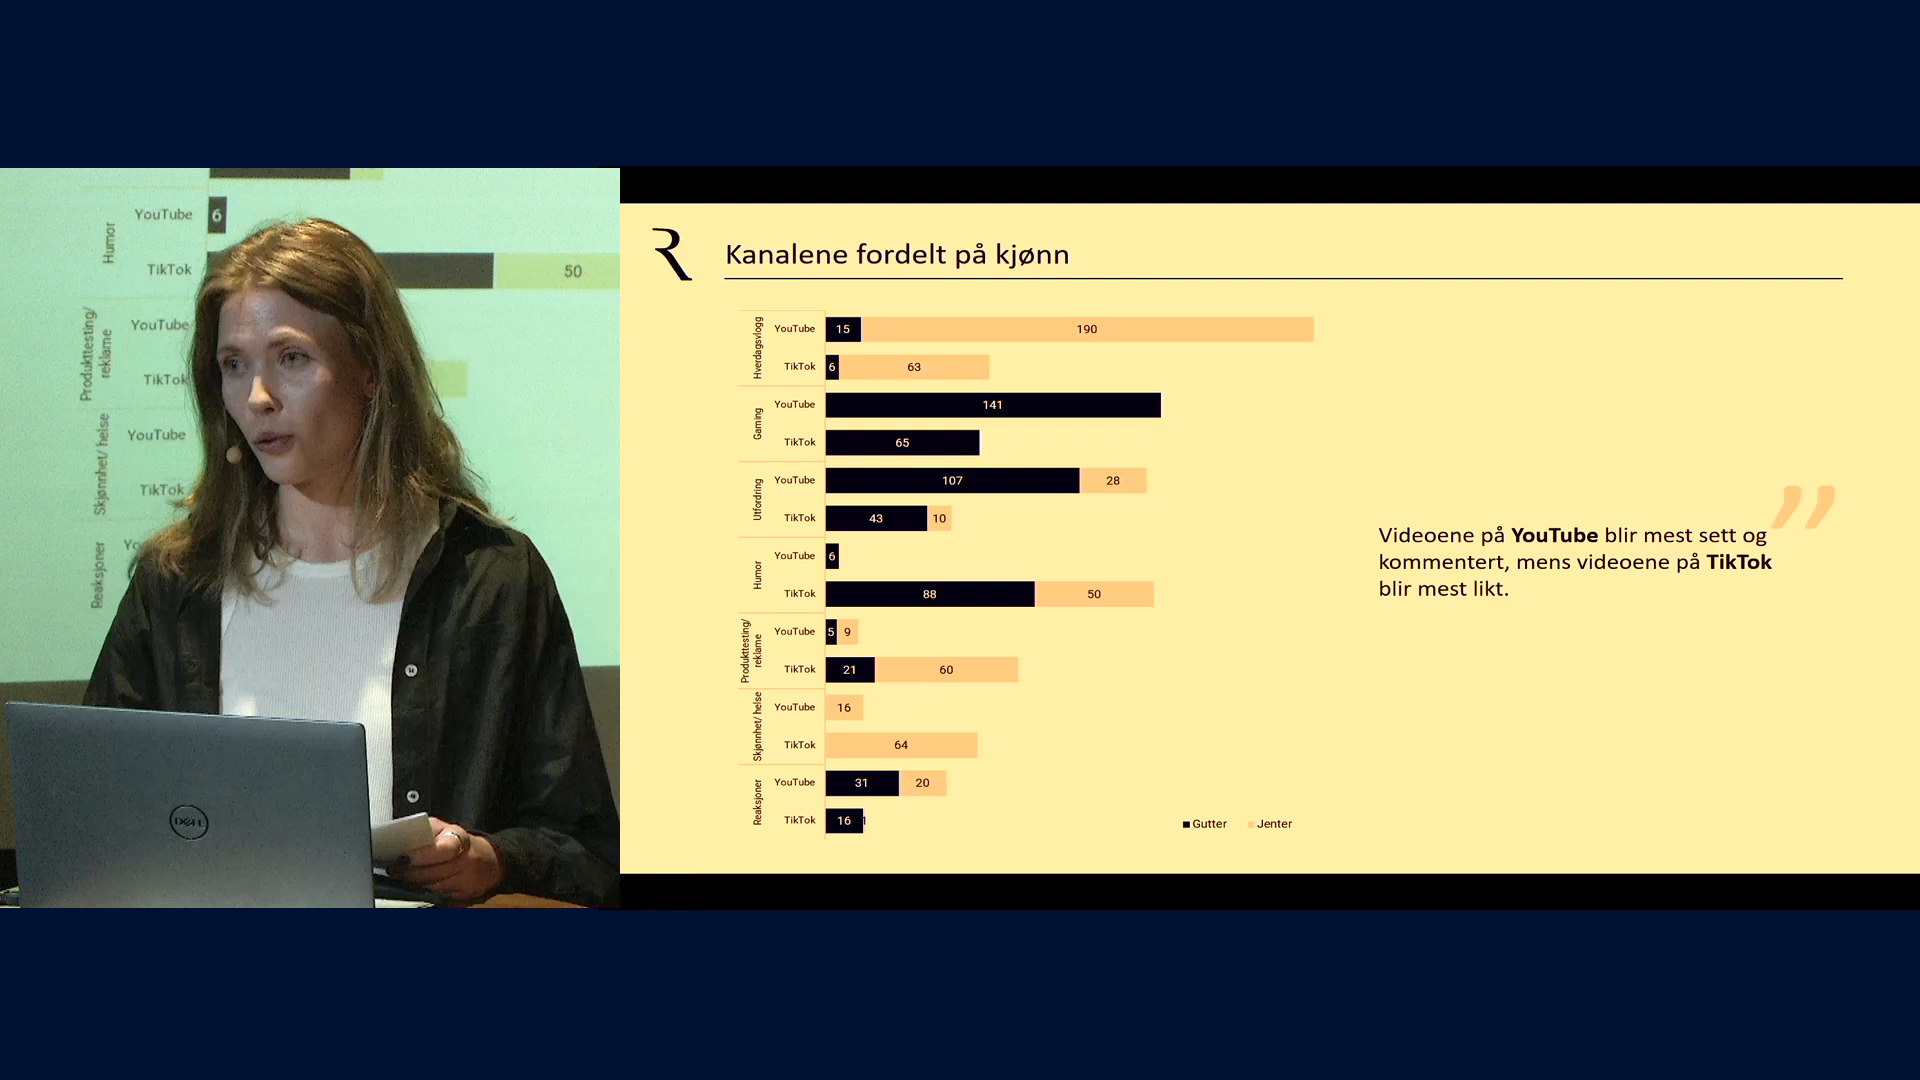 YouTube
6
Humor
TikTok
50
Produkttesting/
reklame
YouTube
TikTok
Skjønnhet/ helse
YouTube
TikTok
Reaksjoner
DELL
R
Kanalene fordelt på kjønn
Hverdagsvlogg
YouTube 15 190
TikTok 6 63
Gaming
YouTube 141
TikTok 65
Utfordring
YouTube 107 28
TikTok 43 10
Humor
YouTube 6
TikTok 88 50
Produkttesting/
reklame
YouTube 5 9
TikTok 21 60
Skjønnhet/ helse
YouTube 16
TikTok 64
Reaksjoner
YouTube 31 20
TikTok 16 1
Gutter Jenter
”
Videoene på YouTube blir mest sett og
kommentert, mens videoene på TikTok
blir mest likt.